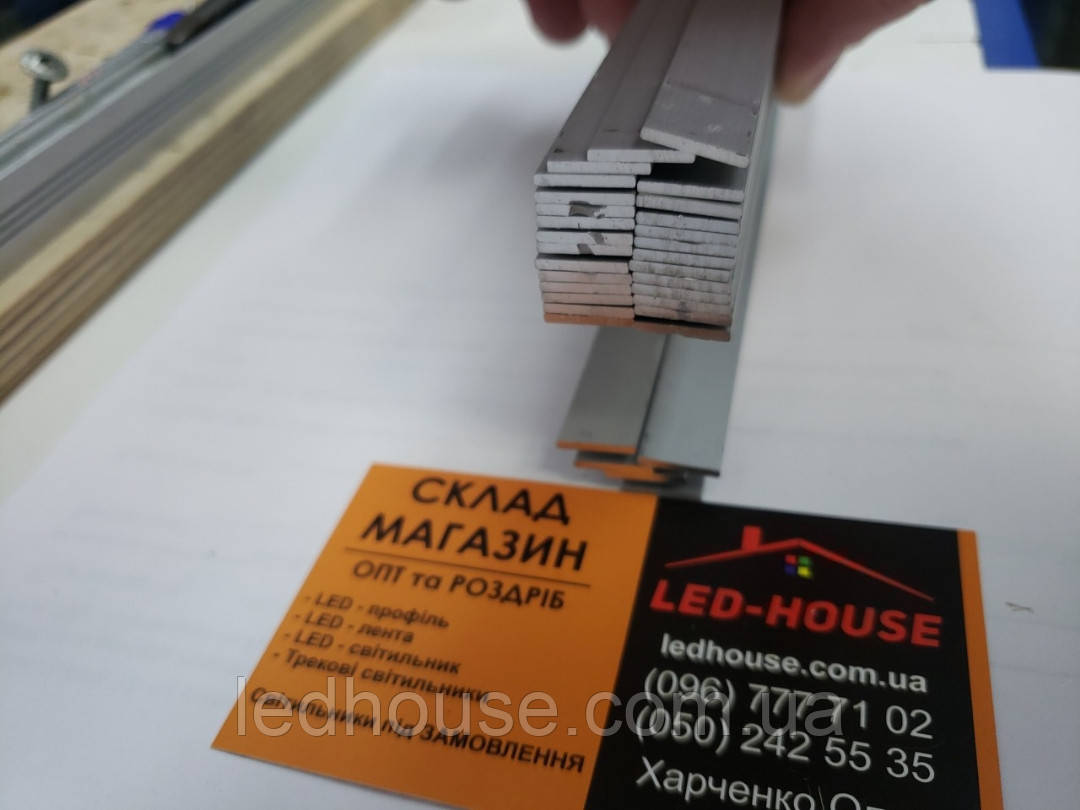 СКЛАД
МАГАЗИН
ОПТ та РОЗДРІБ
- LED - профіль
- LED - лента
- LED - світильник
- Трекові світильники
Світильники під ЗАМОВЛЕННЯ
LED-HOUSE
ledhouse.com.ua
(096) 777 71 02
(050) 242 55 35
Харченко
ledhouse.com.ua